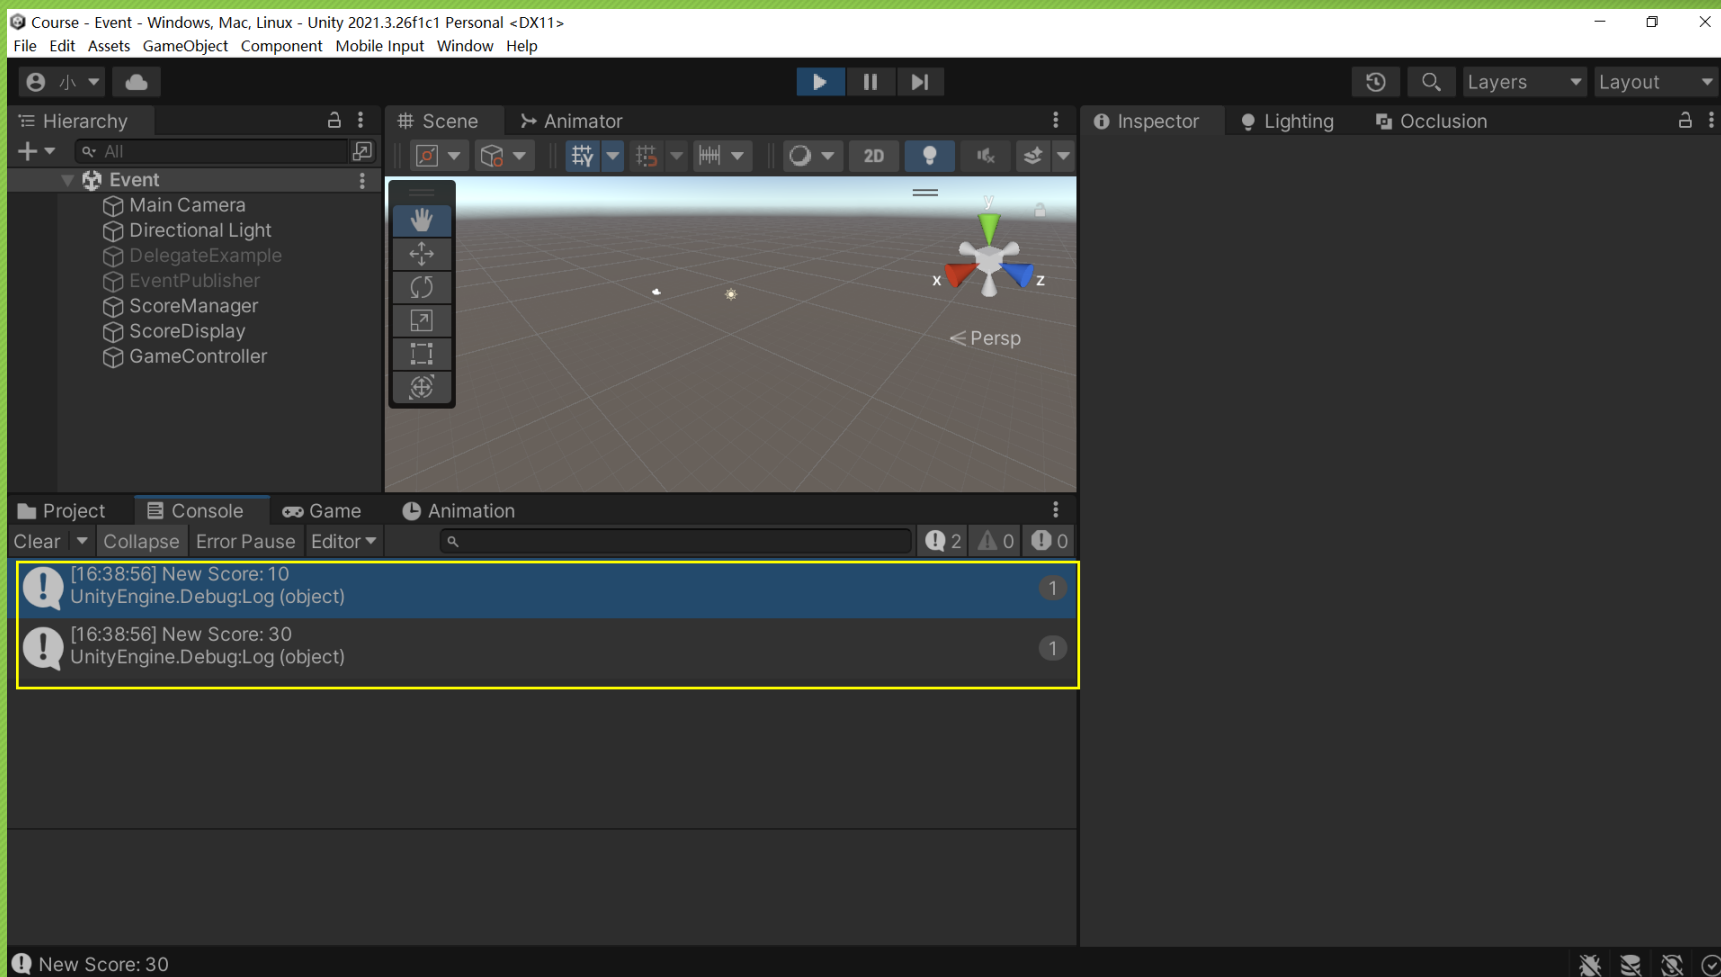 Course - Event - Windows, Mac, Linux - Unity 2021.3.26f1c1 Personal <DX11>
File Edit Assets GameObject Component Mobile Input Window Help
小 Layers Layout
Hierarchy Scene Animator Inspector Lighting Occlusion
All 2D
Event
Main Camera
Directional Light
DelegateExample
EventPublisher
ScoreManager
ScoreDisplay
GameController
y
x z
Persp
Project Console Game Animation
Clear Collapse Error Pause Editor 2 0 0
[16:38:56] New Score: 10
UnityEngine.Debug:Log (object) 1
[16:38:56] New Score: 30
UnityEngine.Debug:Log (object) 1
New Score: 30